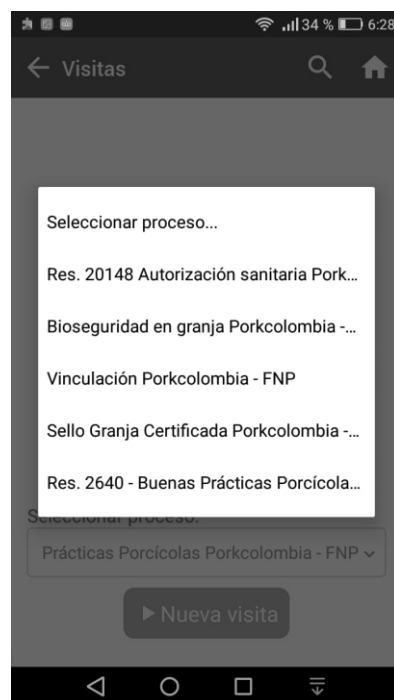 34 % 6:28
Visitas
Seleccionar proceso...
Res. 20148 Autorización sanitaria Pork...
Bioseguridad en granja Porkcolombia -...
Vinculación Porkcolombia - FNP
Sello Granja Certificada Porkcolombia -...
Res. 2640 - Buenas Prácticas Porcícola...
Seleccionar proceso:
Prácticas Porcícolas Porkcolombia - FNP
Nueva visita